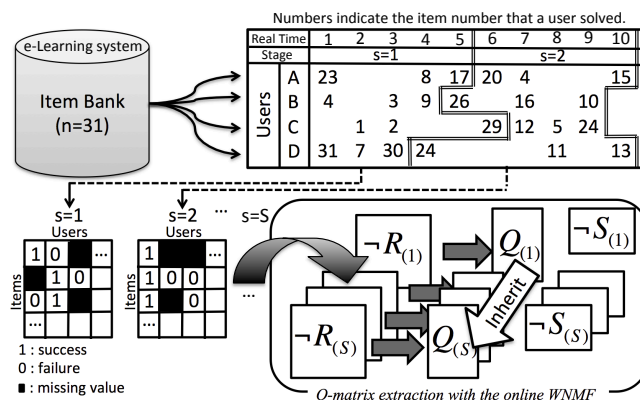 Numbers indicate the item number that a user solved.
e-Learning system
Item Bank
(n=31)
Real Time 1 2 3 4 5 6 7 8 9 10
Stage s=1 s=2
Users
A 23 8 17 20 4 15
B 4 3 9 26 16 10
C 1 2 29 12 5 24
D 31 7 30 24 11 13
s=1 s=2 ... s=S
Users Users
Items
1 0 ...
1 0
0 1
...
Items
1 ...
1 0 0
1 0
...
...
1 : success
0 : failure
■ : missing value
¬R(1)
Q(1)
¬S(1)
Inherit
¬R(S)
Q(S)
¬S(S)
Q-matrix extraction with the online WNMF